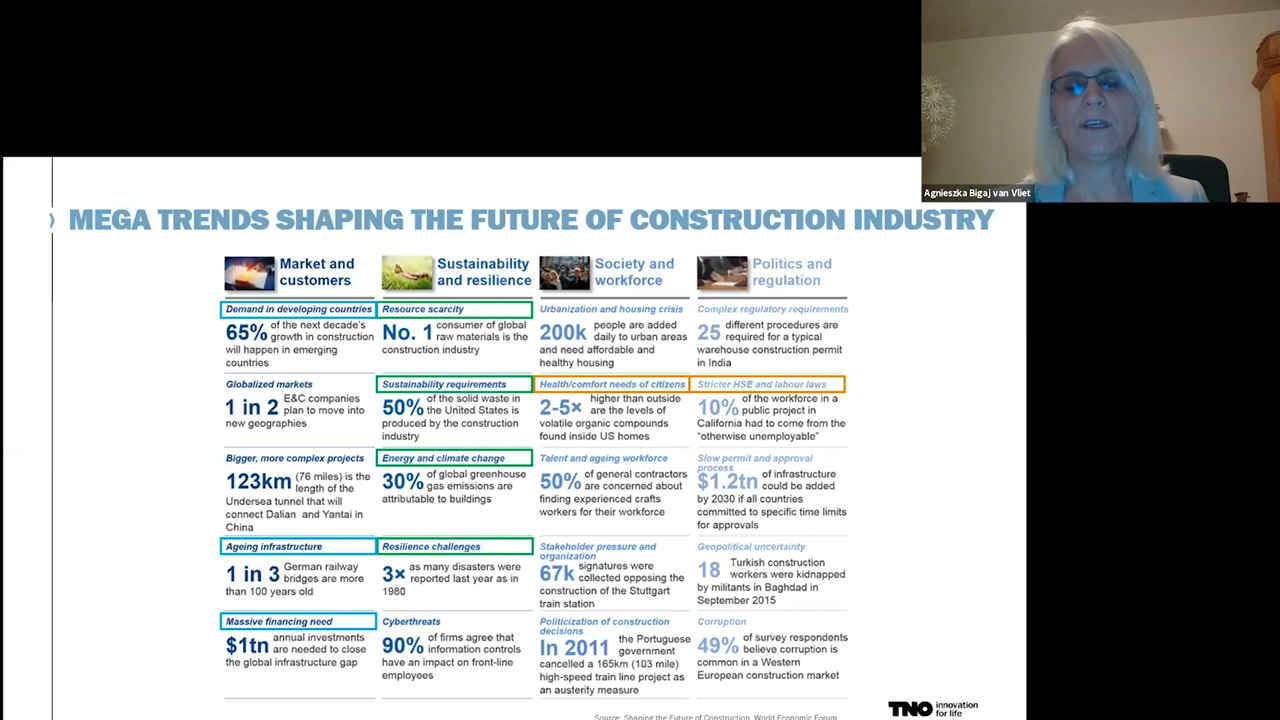 Agnieszka Bigaj van Vliet
MEGA TRENDS SHAPING THE FUTURE OF CONSTRUCTION INDUSTRY
Market and
customers
Demand in developing countries
65% of the next decade's
growth in construction
will happen in emerging
countries
Globalized markets
1 in 2 E&C companies
plan to move into
new geographies
Bigger, more complex projects
123km (76 miles) is the
length of the
Undersea tunnel that will
connect Dalian and Yantai in
China
Ageing infrastructure
1 in 3 German railway
bridges are more
than 100 years old
Massive financing need
$1tn annual investments
are needed to close
the global infrastructure gap
Sustainability
and resilience
Resource scarcity
No. 1 consumer of global
raw materials is the
construction industry
Sustainability requirements
50% of the solid waste in
the United States is
produced by the construction
industry
Energy and climate change
30% of global greenhouse
gas emissions are
attributable to buildings
Resilience challenges
3× as many disasters were
reported last year as in
1980
Cyberthreats
90% of firms agree that
information controls
have an impact on front-line
employees
Society and
workforce
Urbanization and housing crisis
200k people are added
daily to urban areas
and need affordable and
healthy housing
Health/comfort needs of citizens
2-5× higher than outside
are the levels of
volatile organic compounds
found inside US homes
Talent and ageing workforce
50% of general contractors
are concerned about
finding experienced crafts
workers for their workforce
Stakeholder pressure and
organization
67k signatures were
collected opposing the
construction of the Stuttgart
train station
Politicization of construction
decisions
In 2011 the Portuguese
government
cancelled a 165km (103 mile)
high-speed train line project as
an austerity measure
Politics and
regulation
Complex regulatory requirements
25 different procedures are
required for a typical
warehouse construction permit
in India
Stricter HSE and labour laws
10% of the workforce in a
public project in
California had to come from the
"otherwise unemployable"
Slow permit and approval
process
$1.2tn of infrastructure
could be added
by 2030 if all countries
committed to specific time limits
for approvals
Geopolitical uncertainty
18 Turkish construction
workers were kidnapped
by militants in Baghdad in
September 2015
Corruption
49% of survey respondents
believe corruption is
common in a Western
European construction market
TNO innovation
for life
Source: Shaping the Future of Construction, World Economic Forum